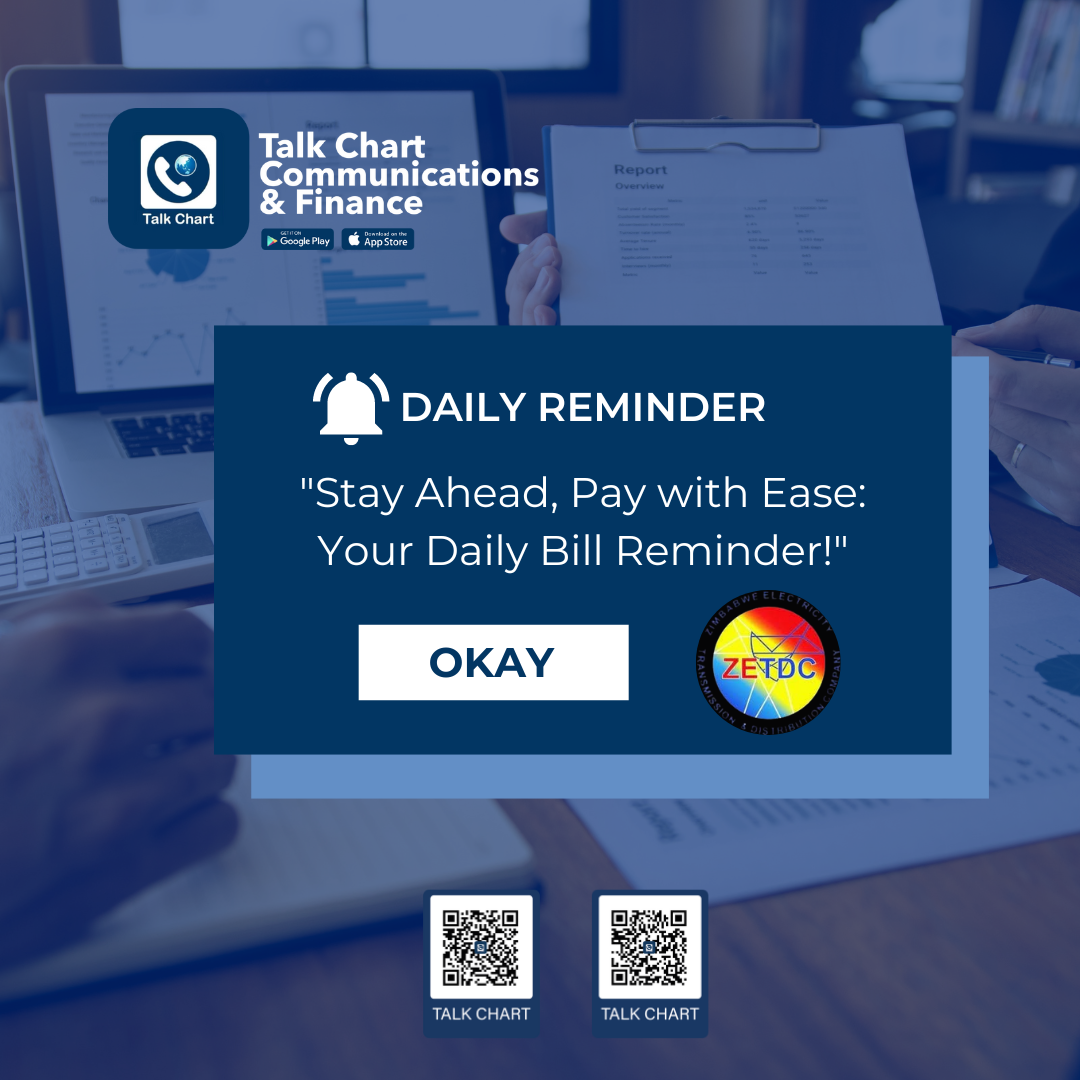 Talk Chart
Talk Chart
Communications
& Finance
GET IT ON
Google Play
Download on the
App Store
Report
Overview
DAILY REMINDER
"Stay Ahead, Pay with Ease:
Your Daily Bill Reminder!"
OKAY
ZIMBABWE ELECTRICITY
ZETDC
TRANSMISSION & DISTRIBUTION COMPANY
Report
TALK CHART
TALK CHART